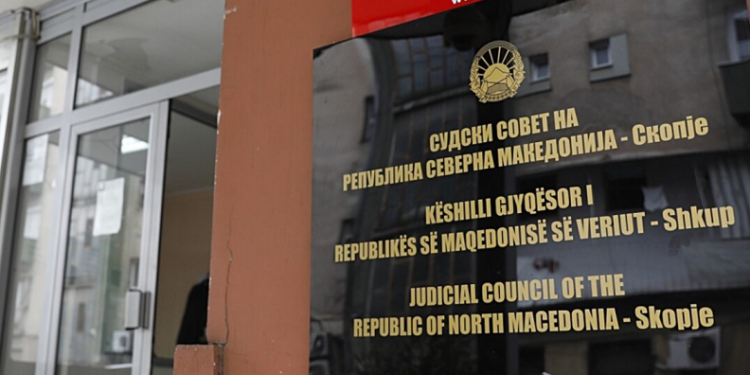 СУДСКИ СОВЕТ НА
РЕПУБЛИКА СЕВЕРНА МАКЕДОНИЈА - Скопје
KËSHILLI GJYQËSOR I
REPUBLIKËS SË MAQEDONISË SË VERIUT - Shkup
JUDICIAL COUNCIL OF THE
REPUBLIC OF NORTH MACEDONIA - Skopje